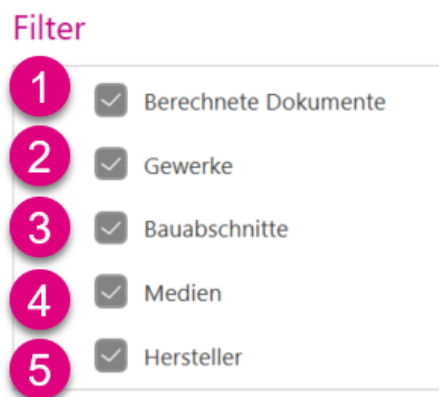 Filter
1 Berechnete Dokumente
2 Gewerke
3 Bauabschnitte
4 Medien
5 Hersteller